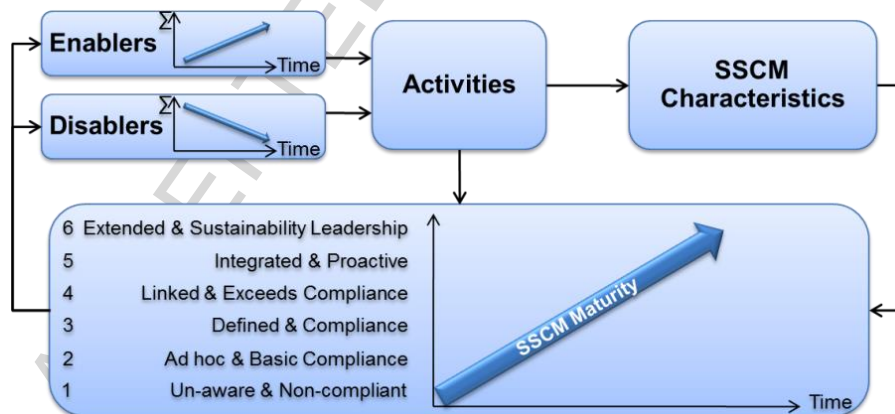 Enablers
Σ
Time
Disablers
Σ
Time
Activities
SSCM
Characteristics
6 Extended & Sustainability Leadership
5 Integrated & Proactive
4 Linked & Exceeds Compliance
3 Defined & Compliance
2 Ad hoc & Basic Compliance
1 Un-aware & Non-compliant
SSCM Maturity
Time